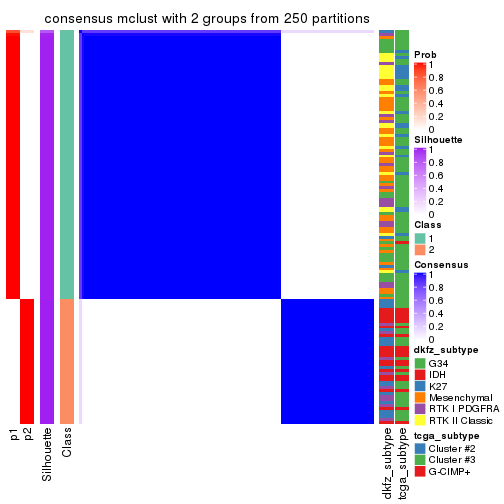 consensus mclust with 2 groups from 250 partitions
Prob
1
0.8
0.6
0.4
0.2
0
Silhouette
1
0.8
0.6
0.4
0.2
0
Class
1
2
Consensus
1
0.8
0.6
0.4
0.2
0
dkfz_subtype
G34
IDH
K27
Mesenchymal
RTK I PDGFRA
RTK II Classic
tcga_subtype
Cluster #2
Cluster #3
G-CIMP+
p1
p2
Silhouette
Class
dkfz_subtype
tcga_subtype